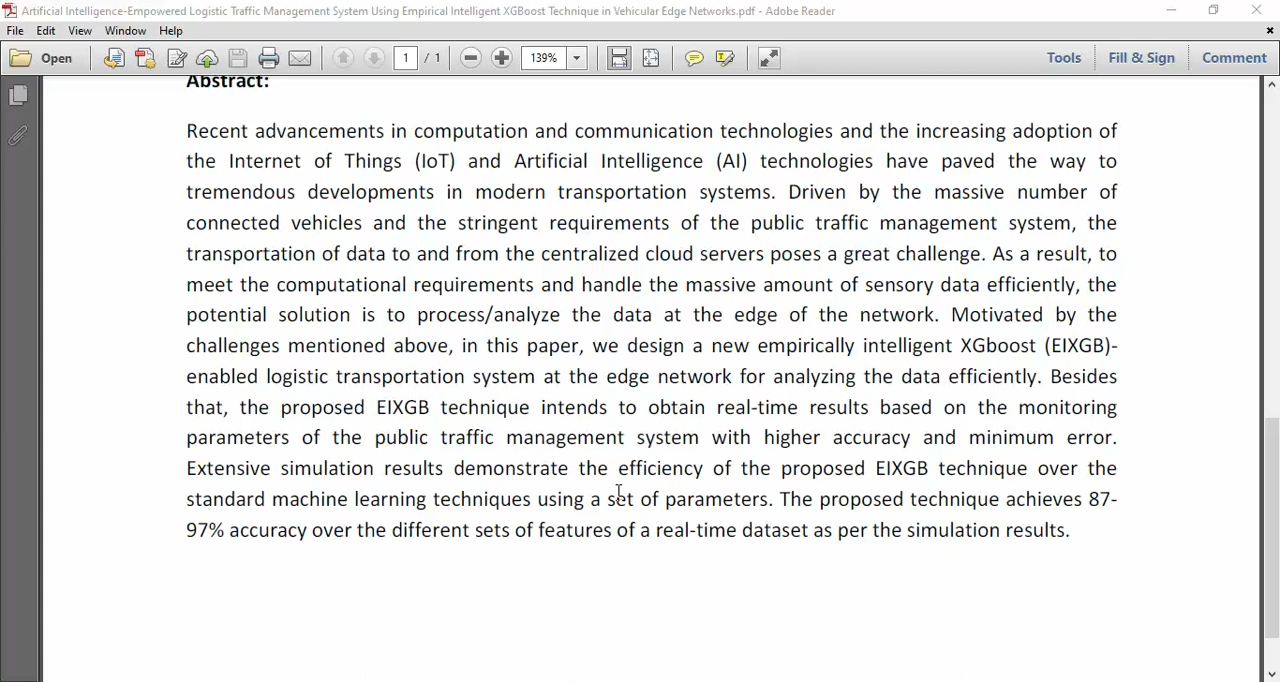 Artificial Intelligence-Empowered Logistic Traffic Management System Using Empirical Intelligent XGBoost Technique in Vehicular Edge Networks.pdf - Adobe Reader
File Edit View Window Help
Open 1 / 1 139% Tools Fill & Sign Comment
Abstract:
Recent advancements in computation and communication technologies and the increasing adoption of
the Internet of Things (IoT) and Artificial Intelligence (AI) technologies have paved the way to
tremendous developments in modern transportation systems. Driven by the massive number of
connected vehicles and the stringent requirements of the public traffic management system, the
transportation of data to and from the centralized cloud servers poses a great challenge. As a result, to
meet the computational requirements and handle the massive amount of sensory data efficiently, the
potential solution is to process/analyze the data at the edge of the network. Motivated by the
challenges mentioned above, in this paper, we design a new empirically intelligent XGboost (EIXGB)-
enabled logistic transportation system at the edge network for analyzing the data efficiently. Besides
that, the proposed EIXGB technique intends to obtain real-time results based on the monitoring
parameters of the public traffic management system with higher accuracy and minimum error.
Extensive simulation results demonstrate the efficiency of the proposed EIXGB technique over the
standard machine learning techniques using a set of parameters. The proposed technique achieves 87-
97% accuracy over the different sets of features of a real-time dataset as per the simulation results.